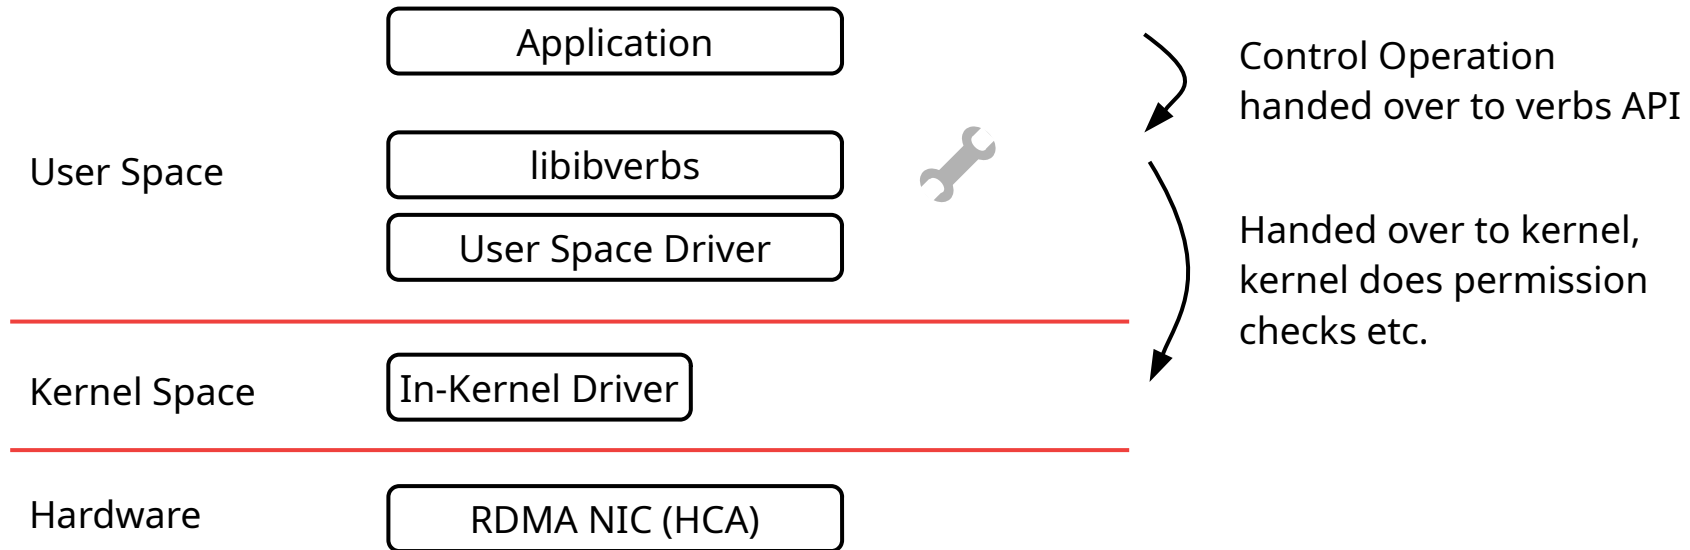 Application
Control Operation
handed over to verbs API
User Space
libibverbs
User Space Driver
Handed over to kernel,
kernel does permission
checks etc.
Kernel Space
In-Kernel Driver
Hardware
RDMA NIC (HCA)